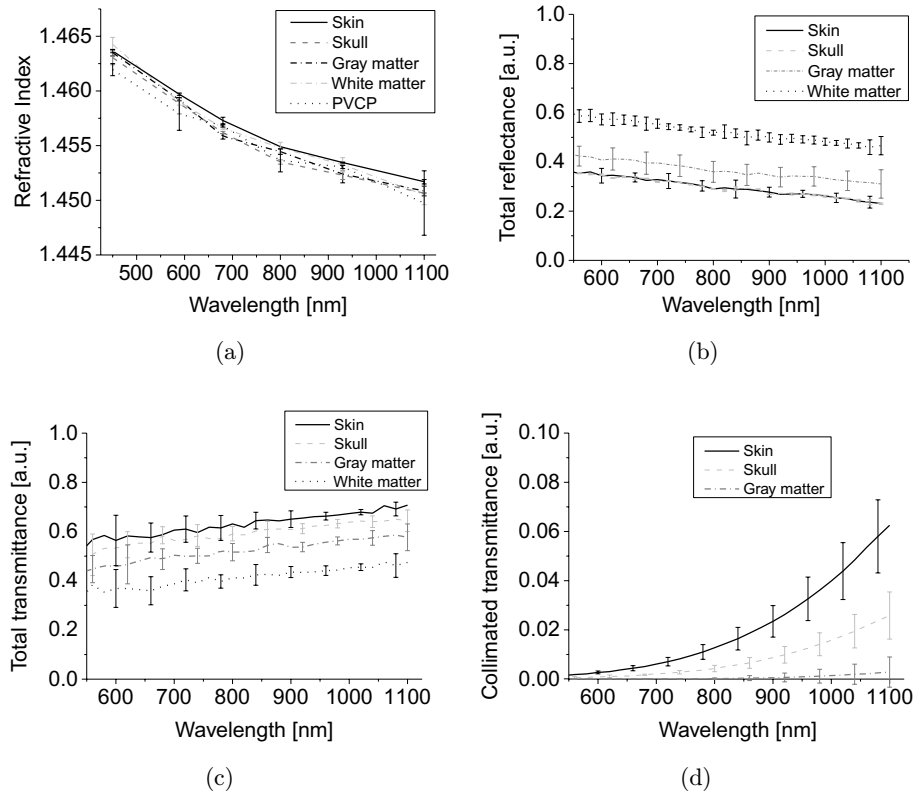 Skin
Skull
Gray matter
White matter
PVCP
1.465
1.460
1.455
1.450
1.445
Refractive Index
500 600 700 800 900 1000 1100
Wavelength [nm]
(a)
Skin
Skull
Gray matter
White matter
1.0
0.8
0.6
0.4
0.2
0.0
Total reflectance [a.u.]
600 700 800 900 1000 1100
Wavelength [nm]
(b)
Skin
Skull
Gray matter
White matter
1.0
0.8
0.6
0.4
0.2
0.0
Total transmittance [a.u.]
600 700 800 900 1000 1100
Wavelength [nm]
(c)
Skin
Skull
Gray matter
0.10
0.08
0.06
0.04
0.02
0.000
Collimated transmittance [a.u.]
600 700 800 900 1000 1100
Wavelength [nm]
(d)